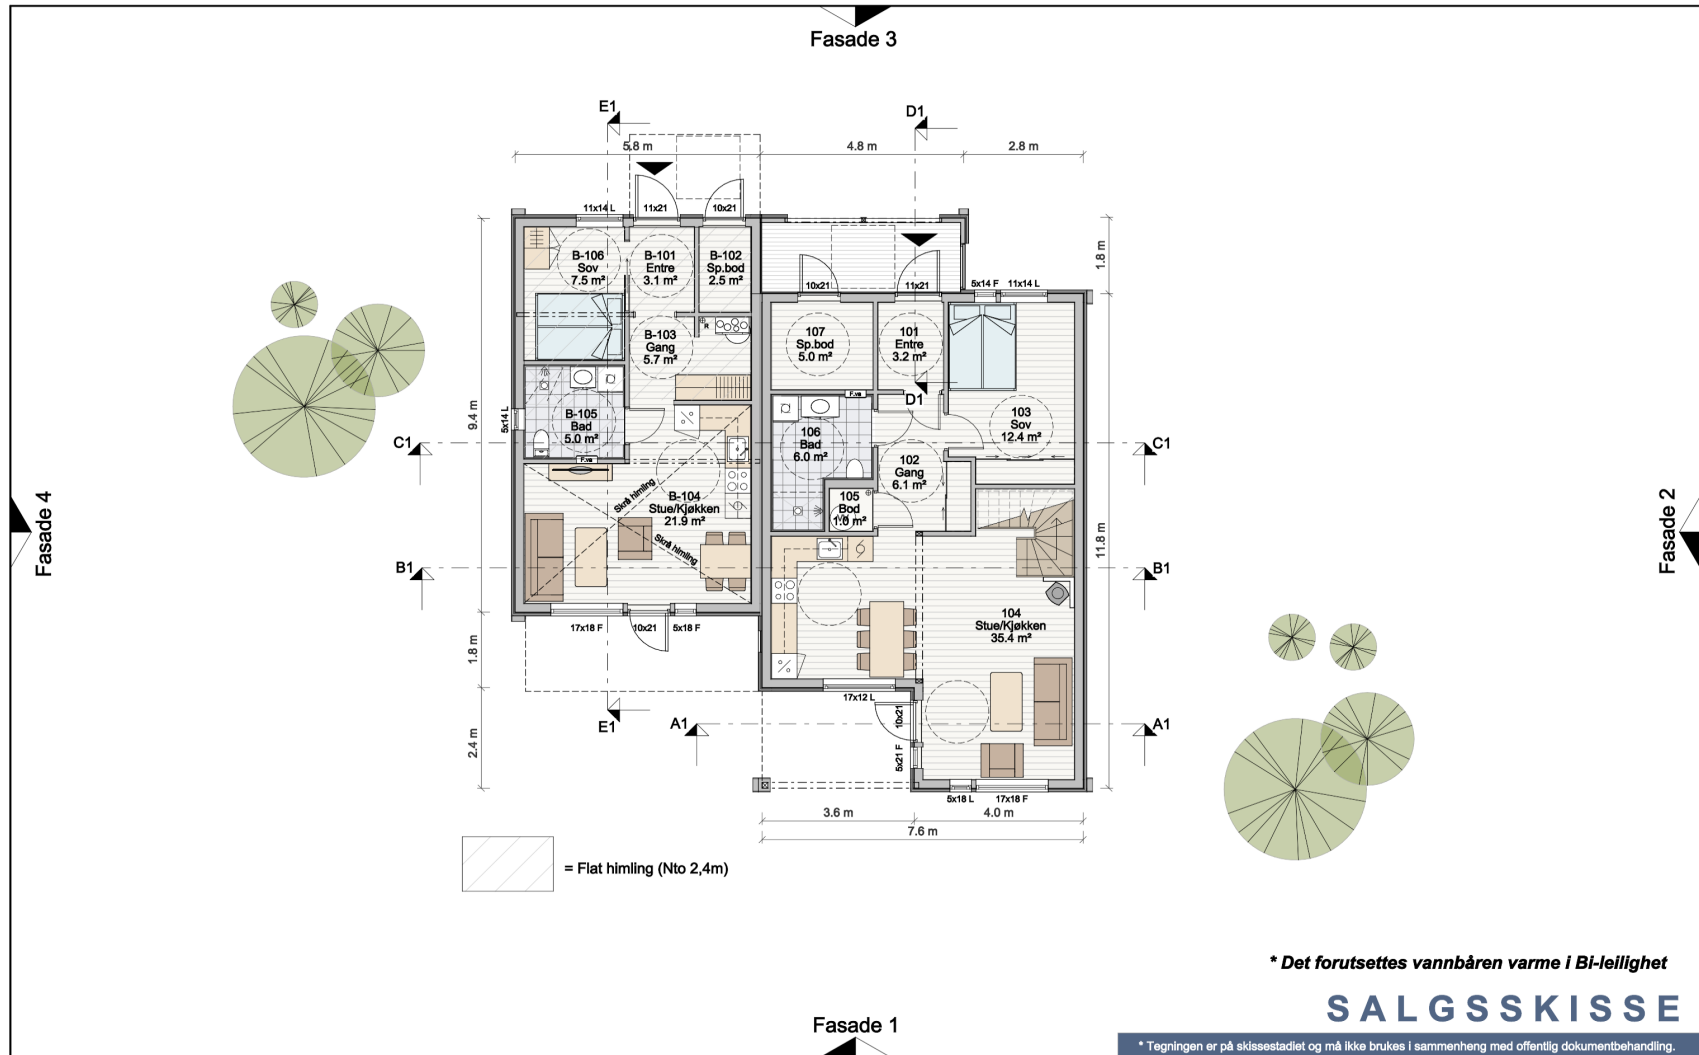 Fasade 3
E1
D1
5.8 m
4.8 m
2.8 m
11x14 L
11x21
10x21
B-106
Sov
7.5 m²
B-101
Entre
3.1 m²
B-102
Sp.bod
2.5 m²
1.8 m
10x21
11x21
5x14 F
11x14 L
R
B-103
Gang
5.7 m²
107
Sp.bod
5.0 m²
101
Entre
3.2 m²
9.4 m
5x14 L
B-105
Bad
5.0 m²
F.vs
F.vs
D1
103
Sov
12.4 m²
C1
C1
106
Bad
6.0 m²
102
Gang
6.1 m²
105
Bod
1.0 m²
Skrå himling
B-104
Stue/Kjøkken
21.9 m²
Skrå himling
Fasade 4
Fasade 2
11.8 m
B1
B1
104
Stue/Kjøkken
35.4 m²
17x18 F
10x21
5x18 F
1.8 m
17x12 L
E1
A1
10x21
A1
2.4 m
5x21 F
5x18 L
17x18 F
3.6 m
4.0 m
7.6 m
= Flat himling (Nto 2,4m)
* Det forutsettes vannbåren varme i Bi-leilighet
SALGSSKISSE
Fasade 1
* Tegningen er på skissestadiet og må ikke brukes i sammenheng med offentlig dokumentbehandling.